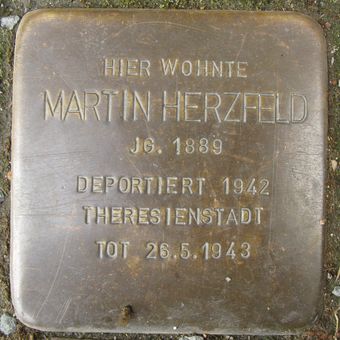 HIER WOHNTE
MARTIN HERZFELD
JG. 1889
DEPORTIERT 1942
THERESIENSTADT
TOT 26.5.1943